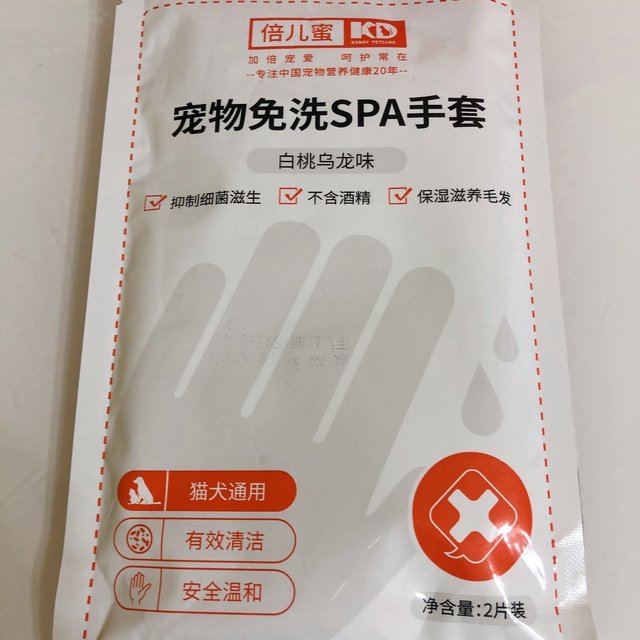 倍儿蜜 KD
KANDY PETCARE
加倍宠爱 呵护常在
--专注中国宠物营养健康20年--
宠物免洗SPA手套
白桃乌龙味
抑制细菌滋生 不含酒精 保湿滋养毛发
猫犬通用
有效清洁
安全温和
净含量:2片装